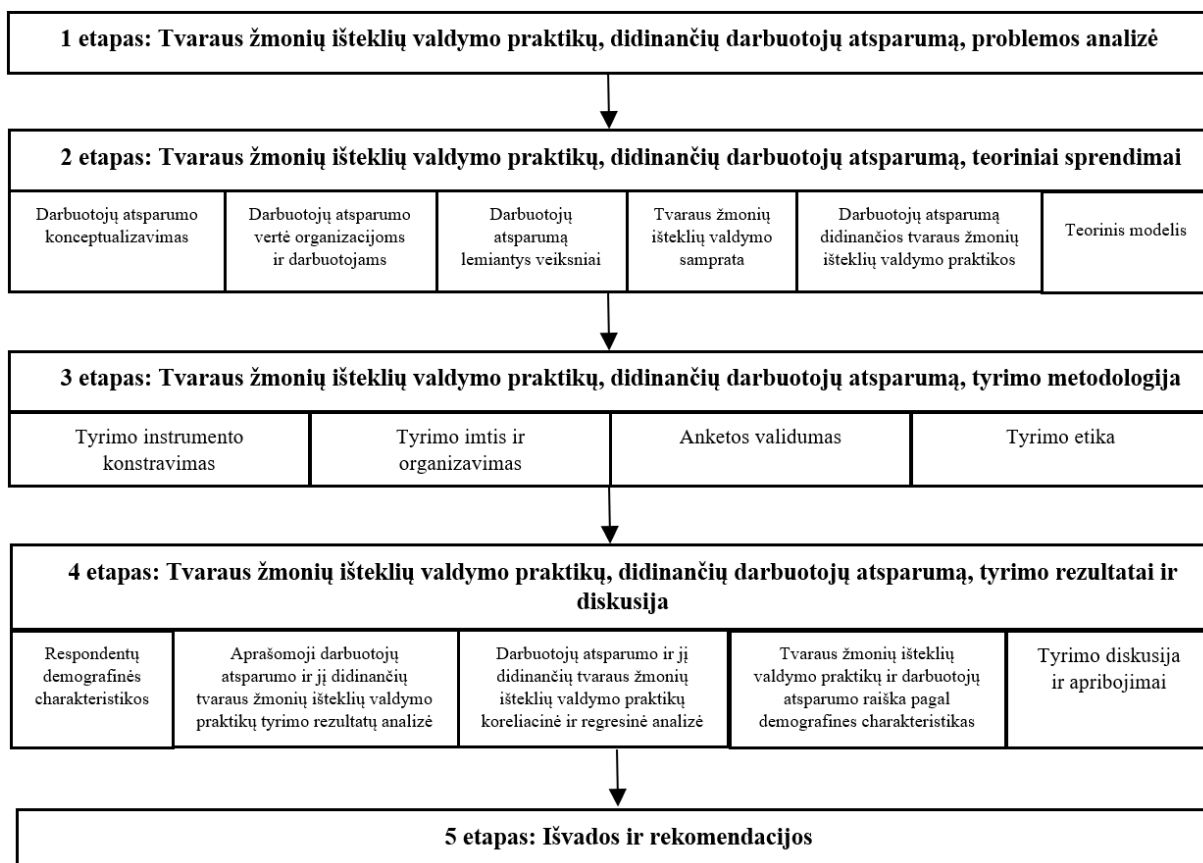 1 etapas: Tvaraus žmonių išteklių valdymo praktikų, didinančių darbuotojų atsparumą, problemos analizė
2 etapas: Tvaraus žmonių išteklių valdymo praktikų, didinančių darbuotojų atsparumą, teoriniai sprendimai
Darbuotojų atsparumo
konceptualizavimas
Darbuotojų atsparumo
vertė organizacijoms
ir darbuotojams
Darbuotojų
atsparumą
lemiantys veiksniai
Tvaraus žmonių
išteklių valdymo
samprata
Darbuotojų atsparumą
didinančios tvaraus žmonių
išteklių valdymo praktikos
Teorinis modelis
3 etapas: Tvaraus žmonių išteklių valdymo praktikų, didinančių darbuotojų atsparumą, tyrimo metodologija
Tyrimo instrumento
konstravimas
Tyrimo imtis ir
organizavimas
Anketos validumas
Tyrimo etika
4 etapas: Tvaraus žmonių išteklių valdymo praktikų, didinančių darbuotojų atsparumą, tyrimo rezultatai ir
diskusija
Respondentų
demografinės
charakteristikos
Aprašomoji darbuotojų
atsparumo ir jį didinančių
tvaraus žmonių išteklių valdymo
praktikų tyrimo rezultatų analizė
Darbuotojų atsparumo ir jį
didinančių tvaraus žmonių
išteklių valdymo praktikų
koreliacinė ir regresinė analizė
Tvaraus žmonių išteklių
valdymo praktikų ir darbuotojų
atsparumo raiška pagal
demografines charakteristikas
Tyrimo diskusija
ir apribojimai
5 etapas: Išvados ir rekomendacijos